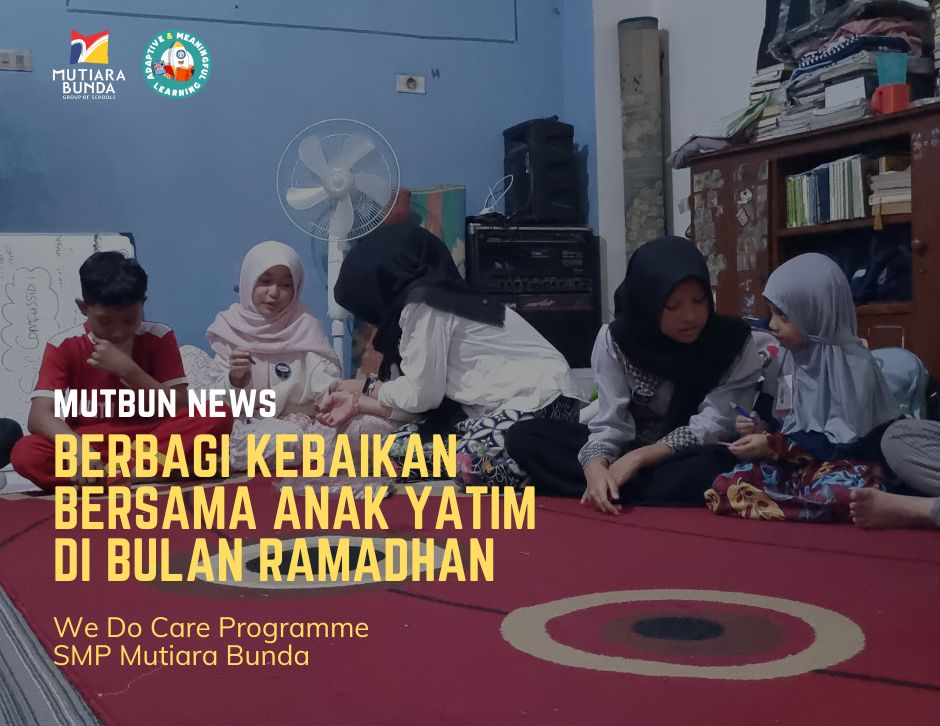 MUTIARA
BUNDA
GROUP OF SCHOOLS
ADAPTIVE & MEANINGFUL
LEARNING
MUTBUN NEWS
BERBAGI KEBAIKAN
BERSAMA ANAK YATIM
DI BULAN RAMADHAN
We Do Care Programme
SMP Mutiara Bunda